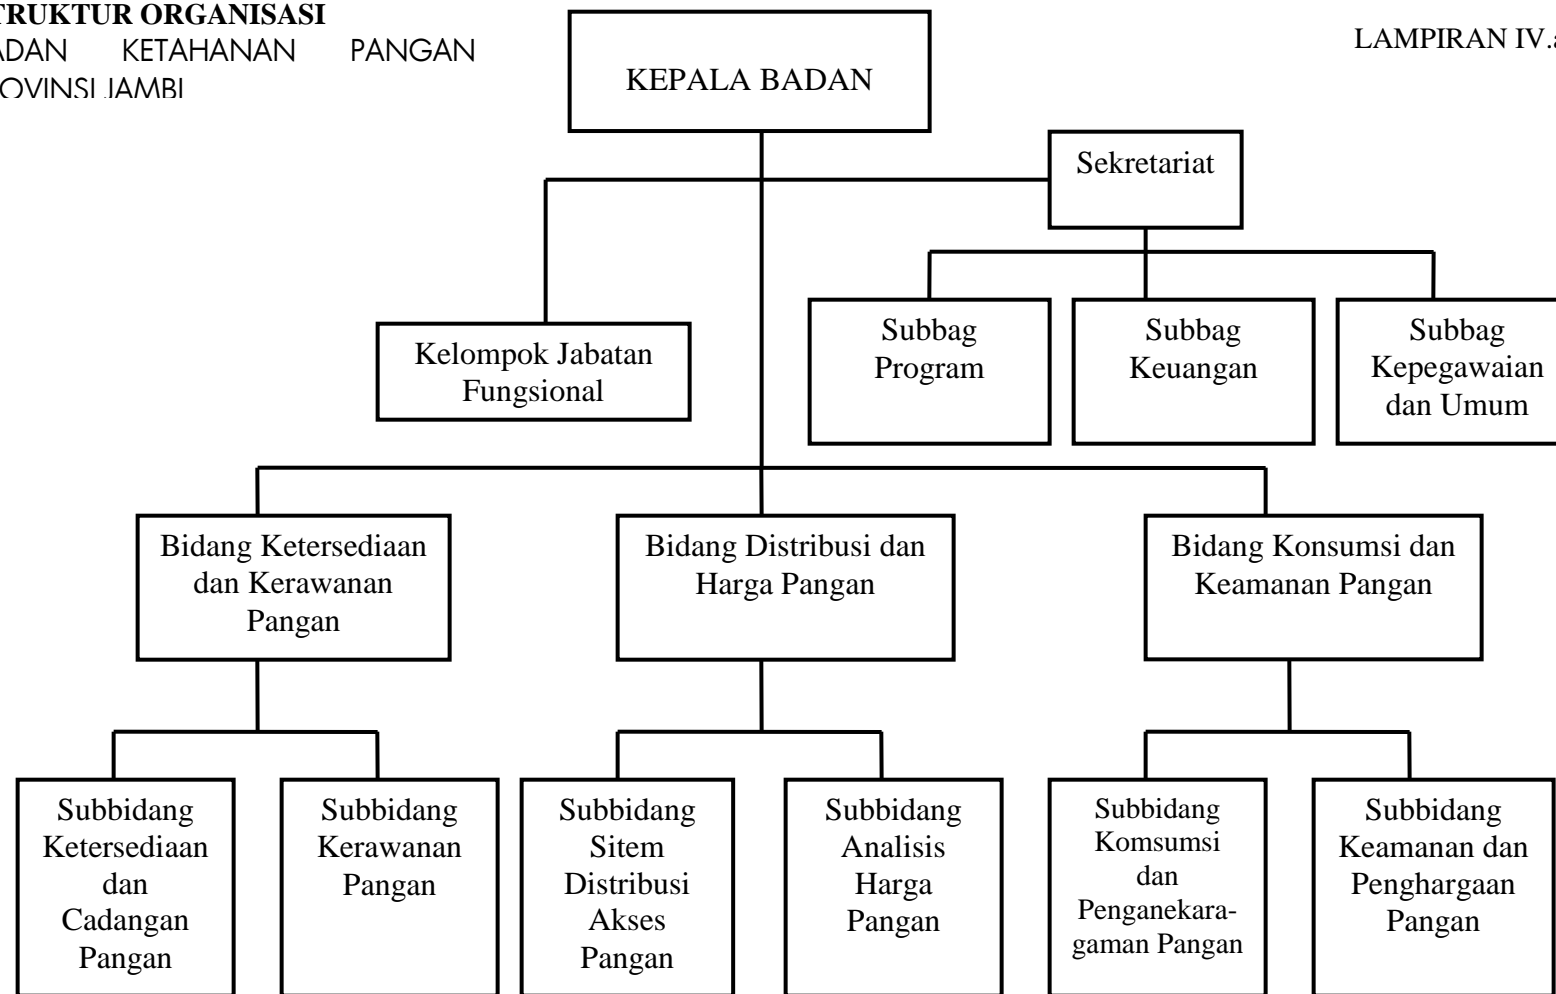 TRUKTUR ORGANISASI
ADAN KETAHANAN PANGAN
OVINSI JAMBI
LAMPIRAN IV.a
KEPALA BADAN
Sekretariat
Kelompok Jabatan
Fungsional
Subbag
Program
Subbag
Keuangan
Subbag
Kepegawaian
dan Umum
Bidang Ketersediaan
dan Kerawanan
Pangan
Bidang Distribusi dan
Harga Pangan
Bidang Konsumsi dan
Keamanan Pangan
Subbidang
Ketersediaan
dan
Cadangan
Pangan
Subbidang
Kerawanan
Pangan
Subbidang
Sitem
Distribusi
Akses
Pangan
Subbidang
Analisis
Harga
Pangan
Subbidang
Komsumsi
dan
Penganekara-
gaman Pangan
Subbidang
Keamanan dan
Penghargaan
Pangan